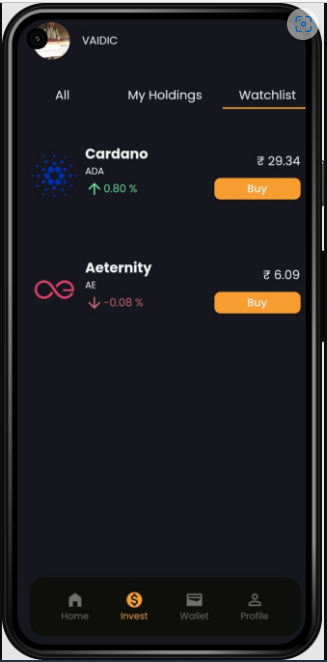 VAIDIC
All My Holdings Watchlist
Cardano
ADA
₹ 29.34
0.80 %
Buy
Aeternity
AE
₹ 6.09
-0.08 %
Buy
Home Invest Wallet Profile